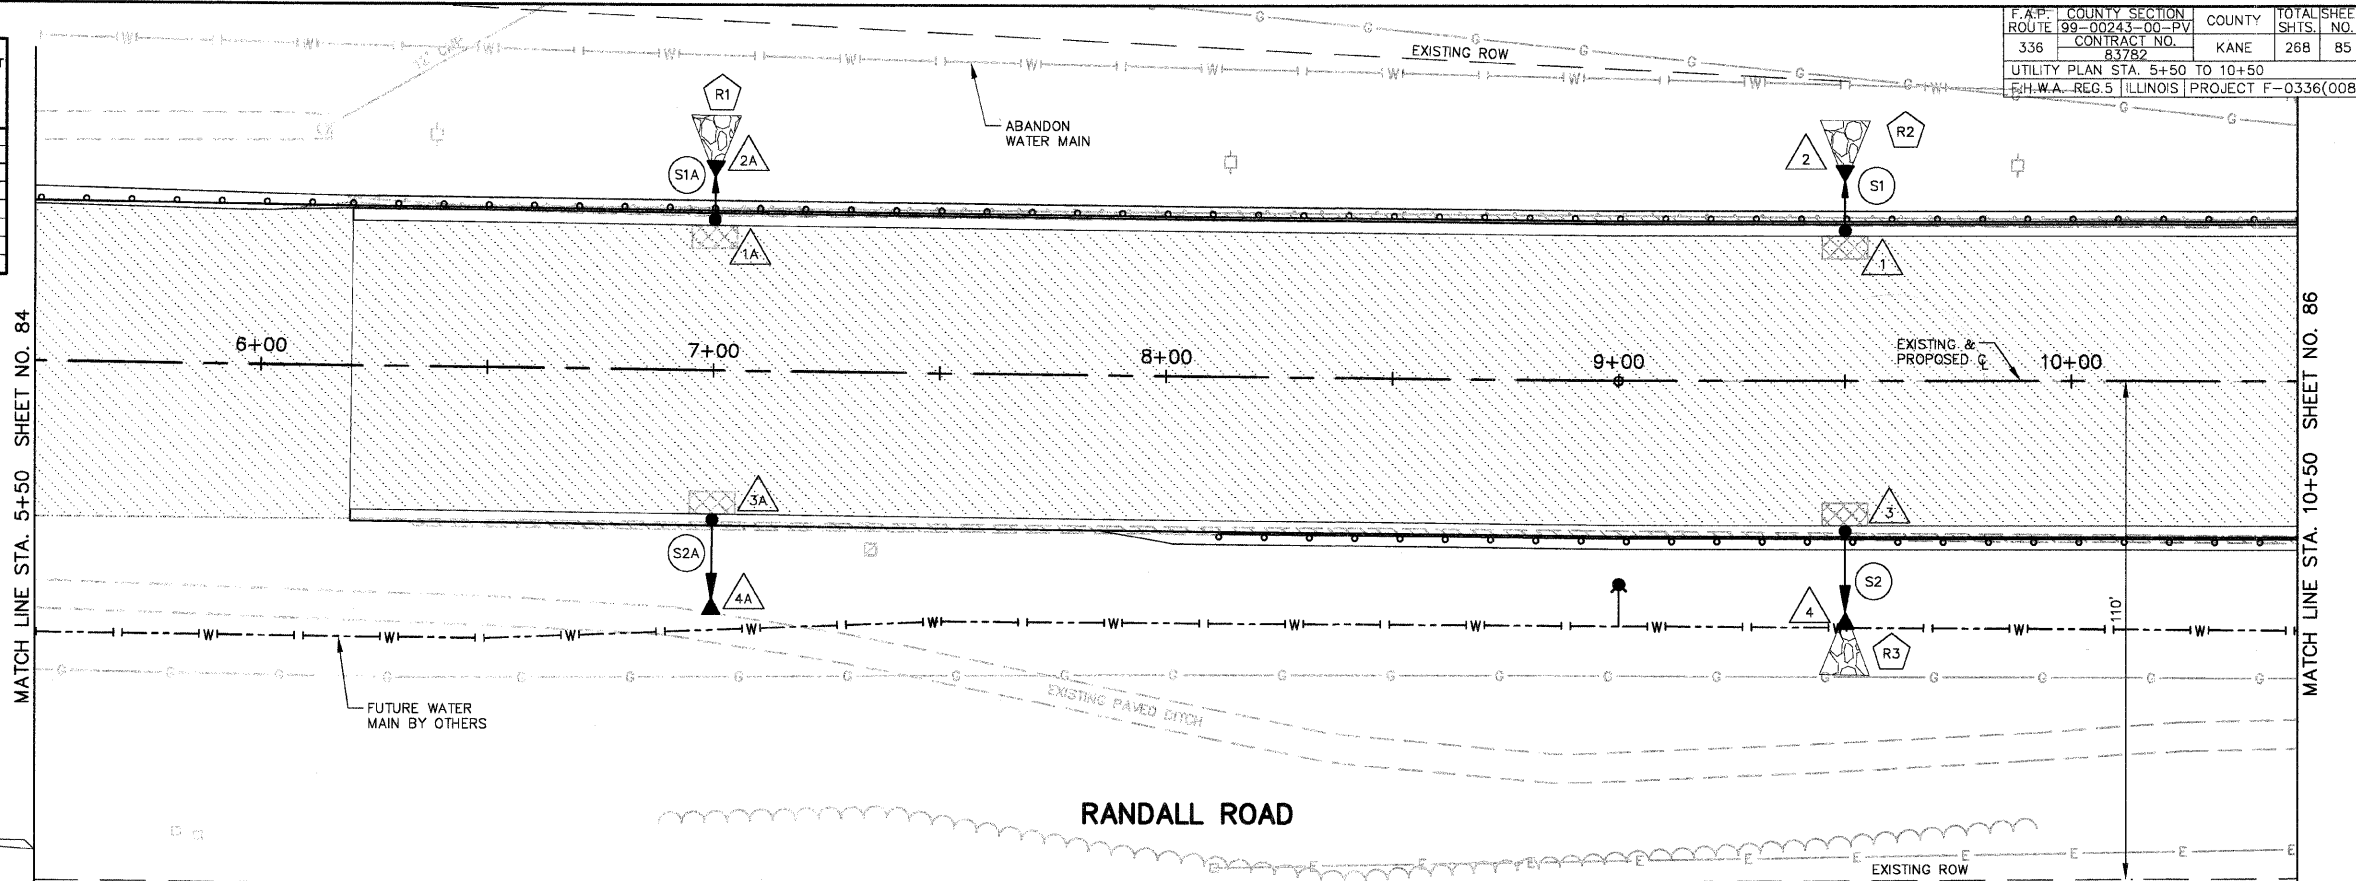 F.A.P. ROUTE
COUNTY SECTION
99-00243-00-PV
COUNTY
TOTAL SHTS.
SHEE NO.
336
CONTRACT NO.
83782
KANE
268
85
UTILITY PLAN STA. 5+50 TO 10+50
F.H.W.A. REG.5 ILLINOIS PROJECT F-0336(008
EXISTING ROW
ABANDON
WATER MAIN
R1
R2
2A
S1A
2
S1
1A
1
MATCH LINE STA. 5+50 SHEET NO. 84
6+00
7+00
8+00
9+00
EXISTING &
PROPOSED ℄
10+00
MATCH LINE STA. 10+50 SHEET NO. 86
3A
3
S2A
4A
S2
4
R3
110'
FUTURE WATER
MAIN BY OTHERS
EXISTING PAVED DITCH
RANDALL ROAD
EXISTING ROW